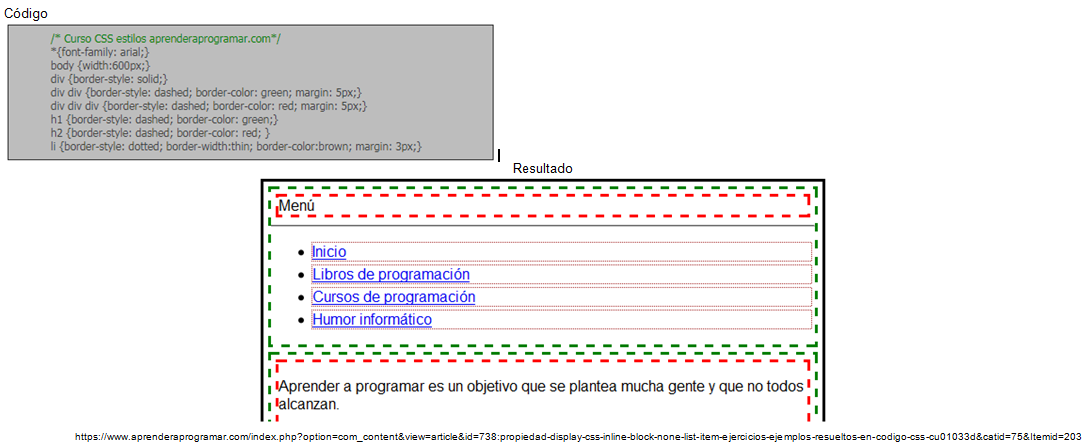 Código
/* Curso CSS estilos aprenderaprogramar.com*/
*{font-family: arial;}
body {width:600px;}
div {border-style: solid;}
div div {border-style: dashed; border-color: green; margin: 5px;}
div div div {border-style: dashed; border-color: red; margin: 5px;}
h1 {border-style: dashed; border-color: green;}
h2 {border-style: dashed; border-color: red; }
li {border-style: dotted; border-width:thin; border-color:brown; margin: 3px;}
Resultado
Menú
Inicio
Libros de programación
Cursos de programación
Humor informático
Aprender a programar es un objetivo que se plantea mucha gente y que no todos
alcanzan.
https://www.aprenderaprogramar.com/index.php?option=com_content&view=article&id=738:propiedad-display-css-inline-block-none-list-item-ejercicios-ejemplos-resueltos-en-codigo-css-cu01033d&catid=75&Itemid=203